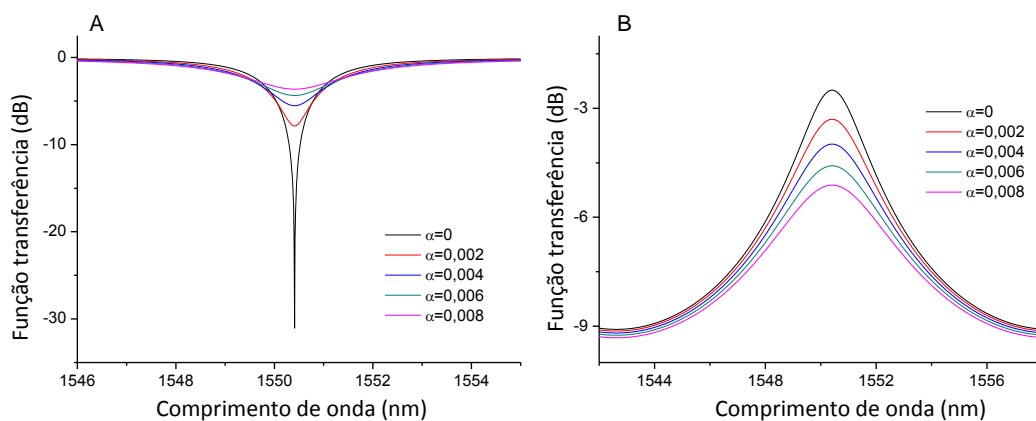 A
Função transferência (dB)
0
-10
-20
-30
α=0
α=0,002
α=0,004
α=0,006
α=0,008
1546
1548
1550
1552
1554
Comprimento de onda (nm)
B
Função transferência (dB)
-3
-6
-9
α=0
α=0,002
α=0,004
α=0,006
α=0,008
1544
1548
1552
1556
Comprimento de onda (nm)